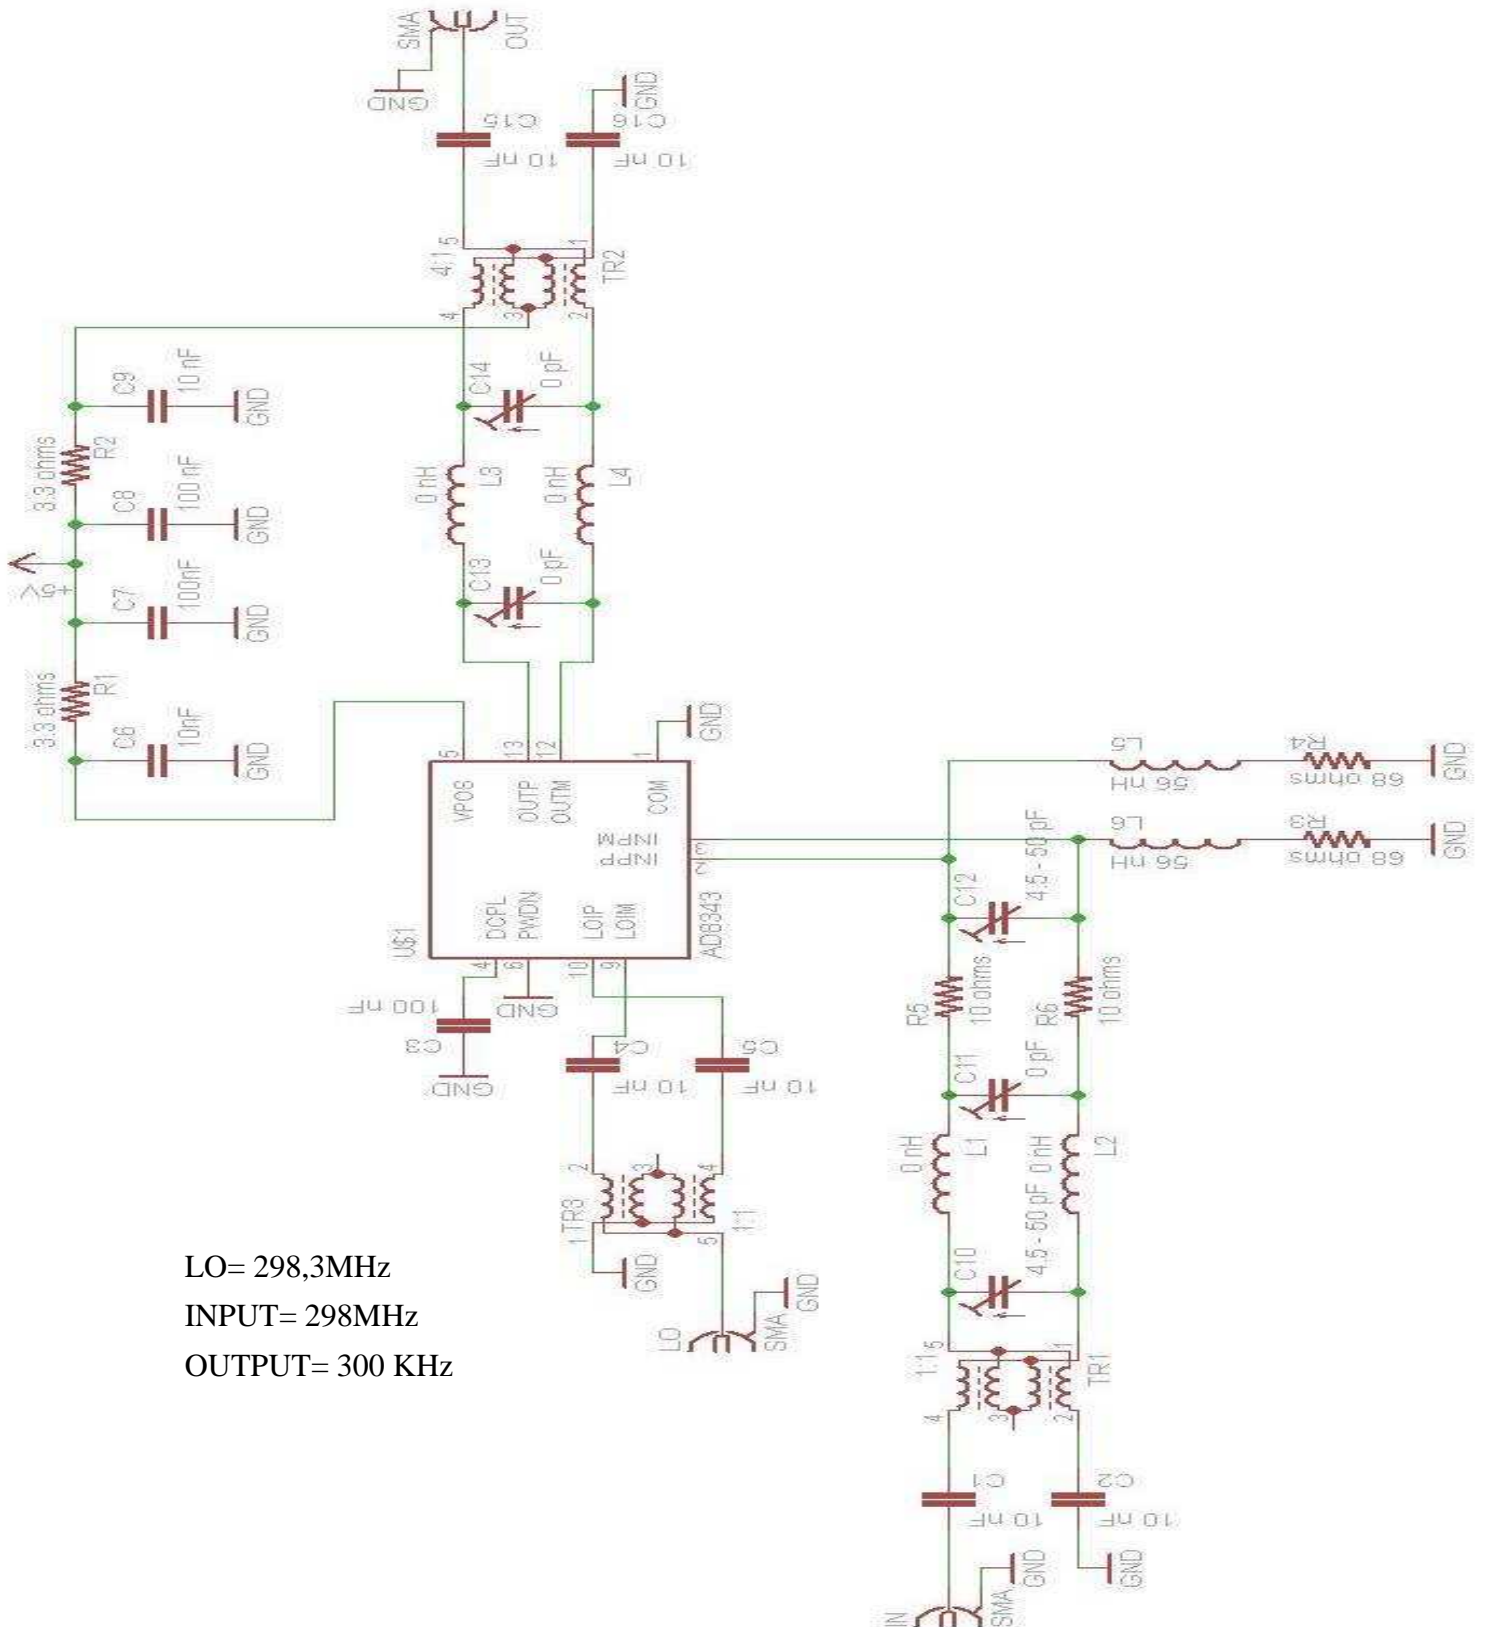 SMA
OUT
GND
GND
C15
10 nF
C16
10 nF
4:1
5
1
4
3
2
TR2
C9
10 nF
GND
3.3 ohms
R2
C8
100 nF
GND
+5V
C7
100nF
GND
3.3 ohms
R1
C6
10nF
GND
C14
0 pF
0 nH
L3
0 nH
L4
C13
0 pF
5
13
12
1
GND
VPOS
OUTP
OUTM
COM
INPM
INPP
3
2
DCPL
PWDN
LOIP
LOIM
U$1
AD8343
4
6
10
9
100 nF
C3
GND
GND
C4
10 nF
C5
10 nF
2
3
4
TR3
1
5
1:1
GND
LO
SMA
GND
L5
56 nH
R4
68 ohms
GND
L6
56 nH
R3
68 ohms
GND
C12
4.5 - 50 pF
R5
10 ohms
R6
10 ohms
C11
0 pF
0 nH
L1
0 nH
L2
C10
4.5 - 50 pF
1:1
5
1
4
3
2
TR1
C1
10 nF
C2
10 nF
GND
GND
IN
SMA
LO= 298,3MHz
INPUT= 298MHz
OUTPUT= 300 KHz